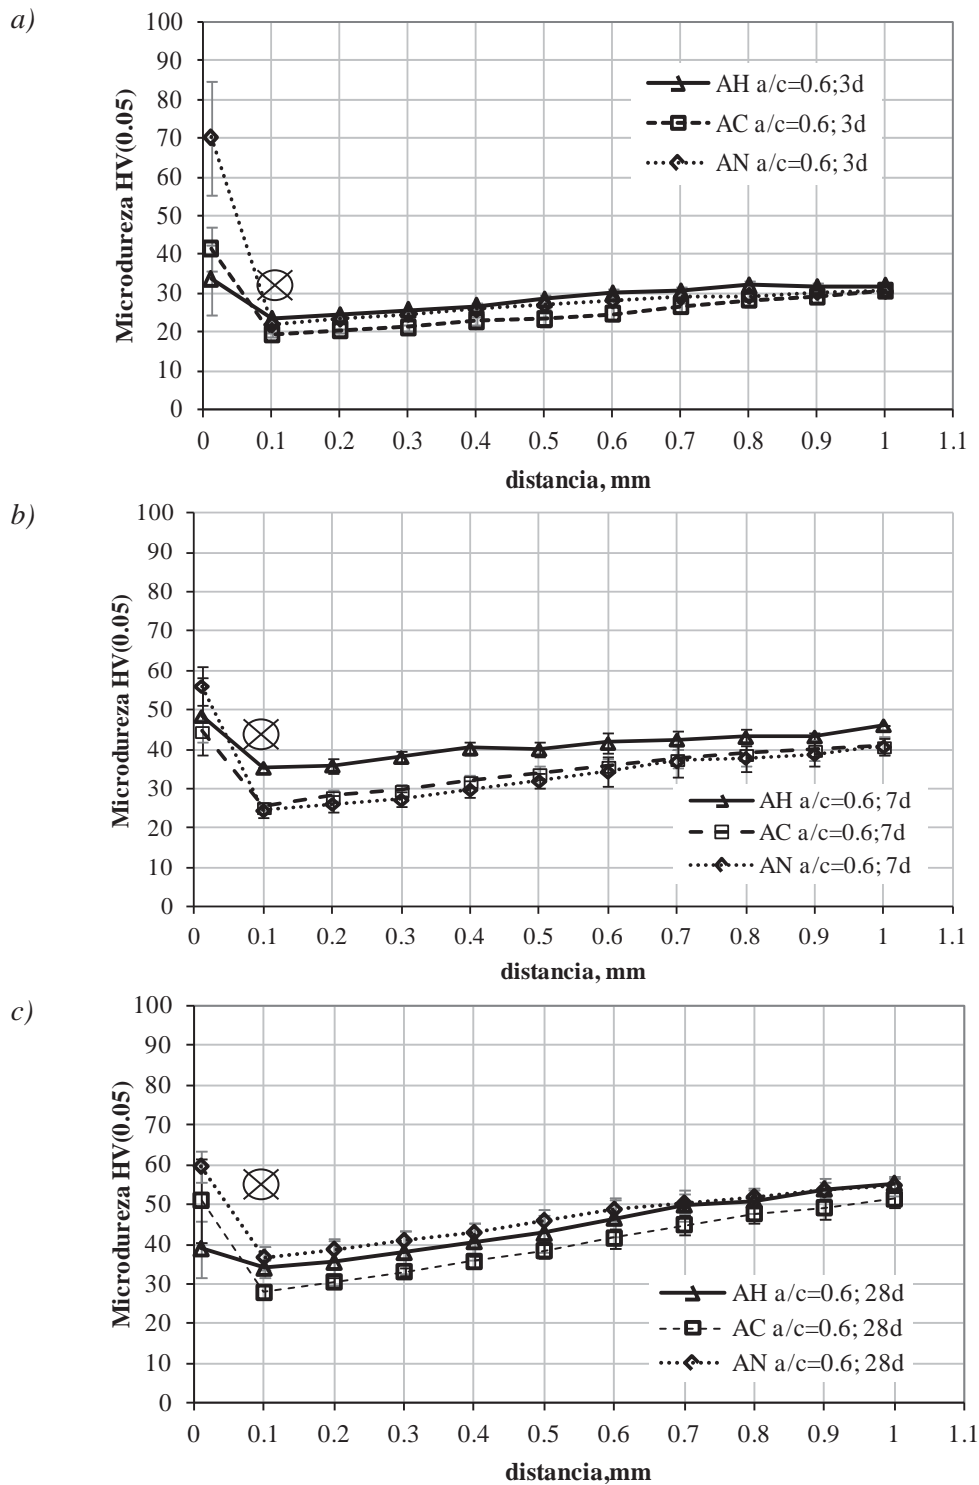 a)
100
90
80
70
60
50
40
30
20
10
0
Microdureza HV(0.05)
AH a/c=0.6;3d
AC a/c=0.6; 3d
AN a/c=0.6; 3d
0 0.1 0.2 0.3 0.4 0.5 0.6 0.7 0.8 0.9 1 1.1
distancia, mm
b)
100
90
80
70
60
50
40
30
20
10
0
Microdureza HV(0.05)
AH a/c=0.6; 7d
AC a/c=0.6;7d
AN a/c=0.6; 7d
0 0.1 0.2 0.3 0.4 0.5 0.6 0.7 0.8 0.9 1 1.1
distancia, mm
c)
100
90
80
70
60
50
40
30
20
10
0
Microdureza HV(0.05)
AH a/c=0.6; 28d
AC a/c=0.6; 28d
AN a/c=0.6; 28d
0 0.1 0.2 0.3 0.4 0.5 0.6 0.7 0.8 0.9 1 1.1
distancia,mm